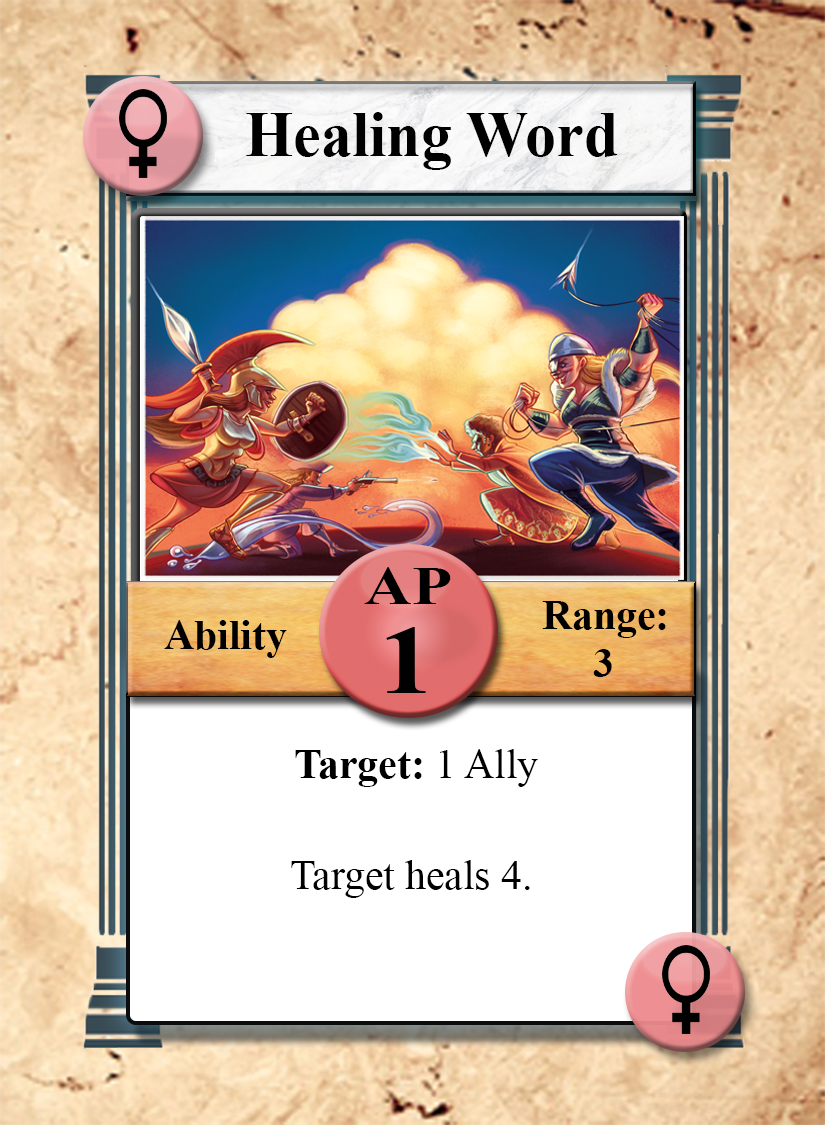 Healing Word
Ability
AP
1
Range:
3
Target: 1 Ally
Target heals 4.